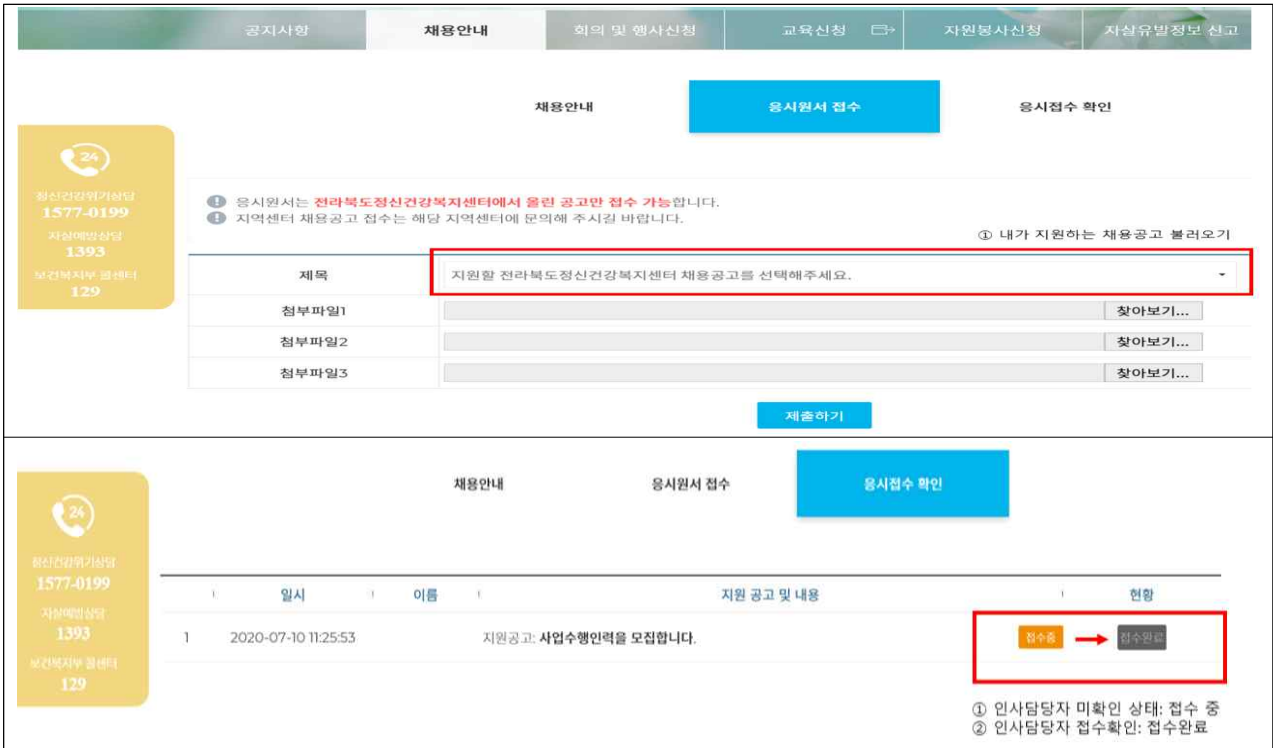 공지사항 채용안내 회의 및 행사신청 교육신청 자원봉사신청 자살유발정보 신고
채용안내 응시원서 접수 응시접수 확인
24
정신건강위기상담
1577-0199
자살예방상담
1393
보건복지부 콜센터
129
응시원서는 전라북도정신건강복지센터에서 올린 공고만 접수 가능합니다.
지역센터 채용공고 접수는 해당 지역센터에 문의해 주시길 바랍니다.
① 내가 지원하는 채용공고 불러오기
제목 지원할 전라북도정신건강복지센터 채용공고를 선택해주세요.
첨부파일1 찾아보기...
첨부파일2 찾아보기...
첨부파일3 찾아보기...
제출하기
채용안내 응시원서 접수 응시접수 확인
24
정신건강위기상담
1577-0199
자살예방상담
1393
보건복지부 콜센터
129
일시 이름 지원 공고 및 내용 현황
1 2020-07-10 11:25:53 지원공고: 사업수행인력을 모집합니다. 접수중 접수완료
① 인사담당자 미확인 상태: 접수 중
② 인사담당자 접수확인: 접수완료